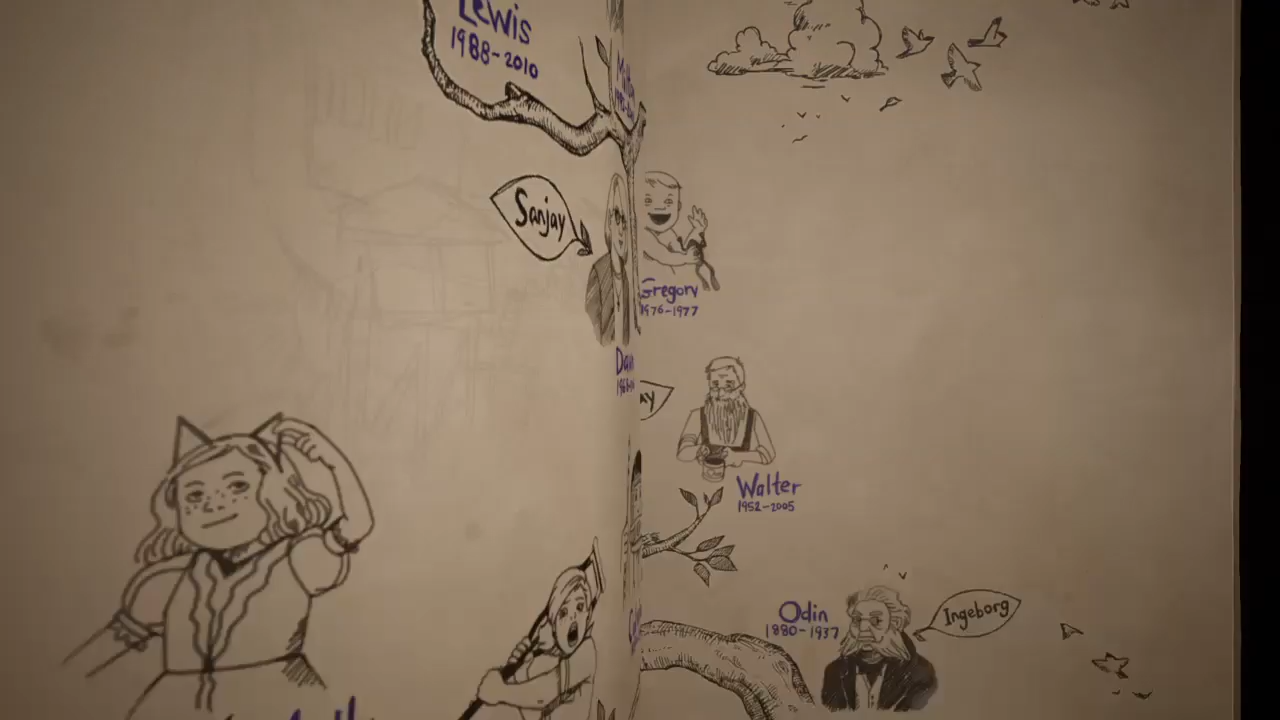 Lewis
1988-2010
Sanjay
Gregory
1976-1977
Walter
1952-2005
Odin
1880-1937
Ingeborg